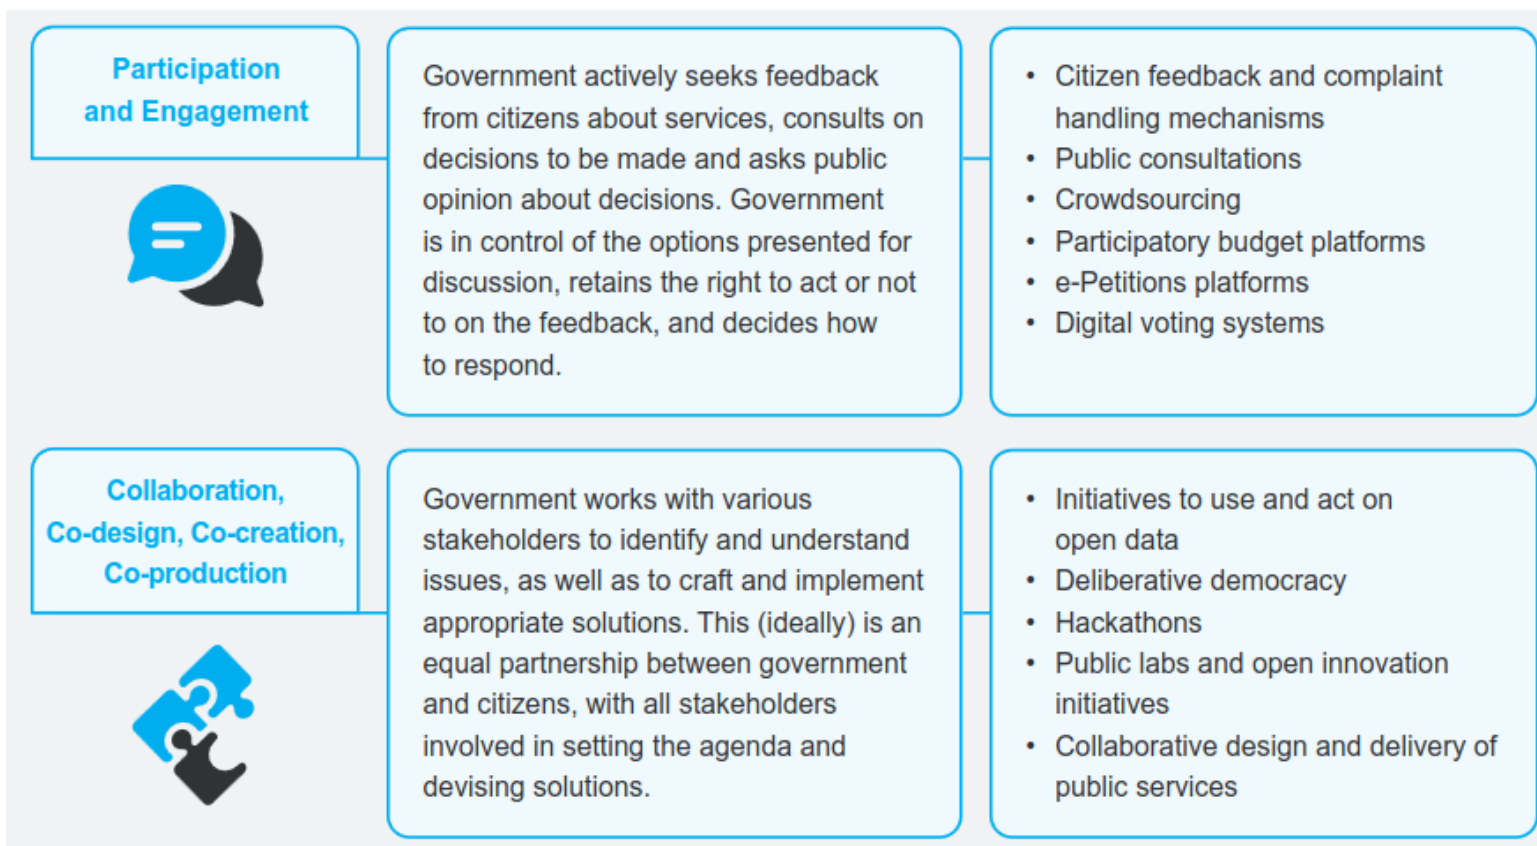 Participation
and Engagement
Government actively seeks feedback
from citizens about services, consults on
decisions to be made and asks public
opinion about decisions. Government
is in control of the options presented for
discussion, retains the right to act or not
to on the feedback, and decides how
to respond.
• Citizen feedback and complaint
handling mechanisms
• Public consultations
• Crowdsourcing
• Participatory budget platforms
• e-Petitions platforms
• Digital voting systems
Collaboration,
Co-design, Co-creation,
Co-production
Government works with various
stakeholders to identify and understand
issues, as well as to craft and implement
appropriate solutions. This (ideally) is an
equal partnership between government
and citizens, with all stakeholders
involved in setting the agenda and
devising solutions.
• Initiatives to use and act on
open data
• Deliberative democracy
• Hackathons
• Public labs and open innovation
initiatives
• Collaborative design and delivery of
public services